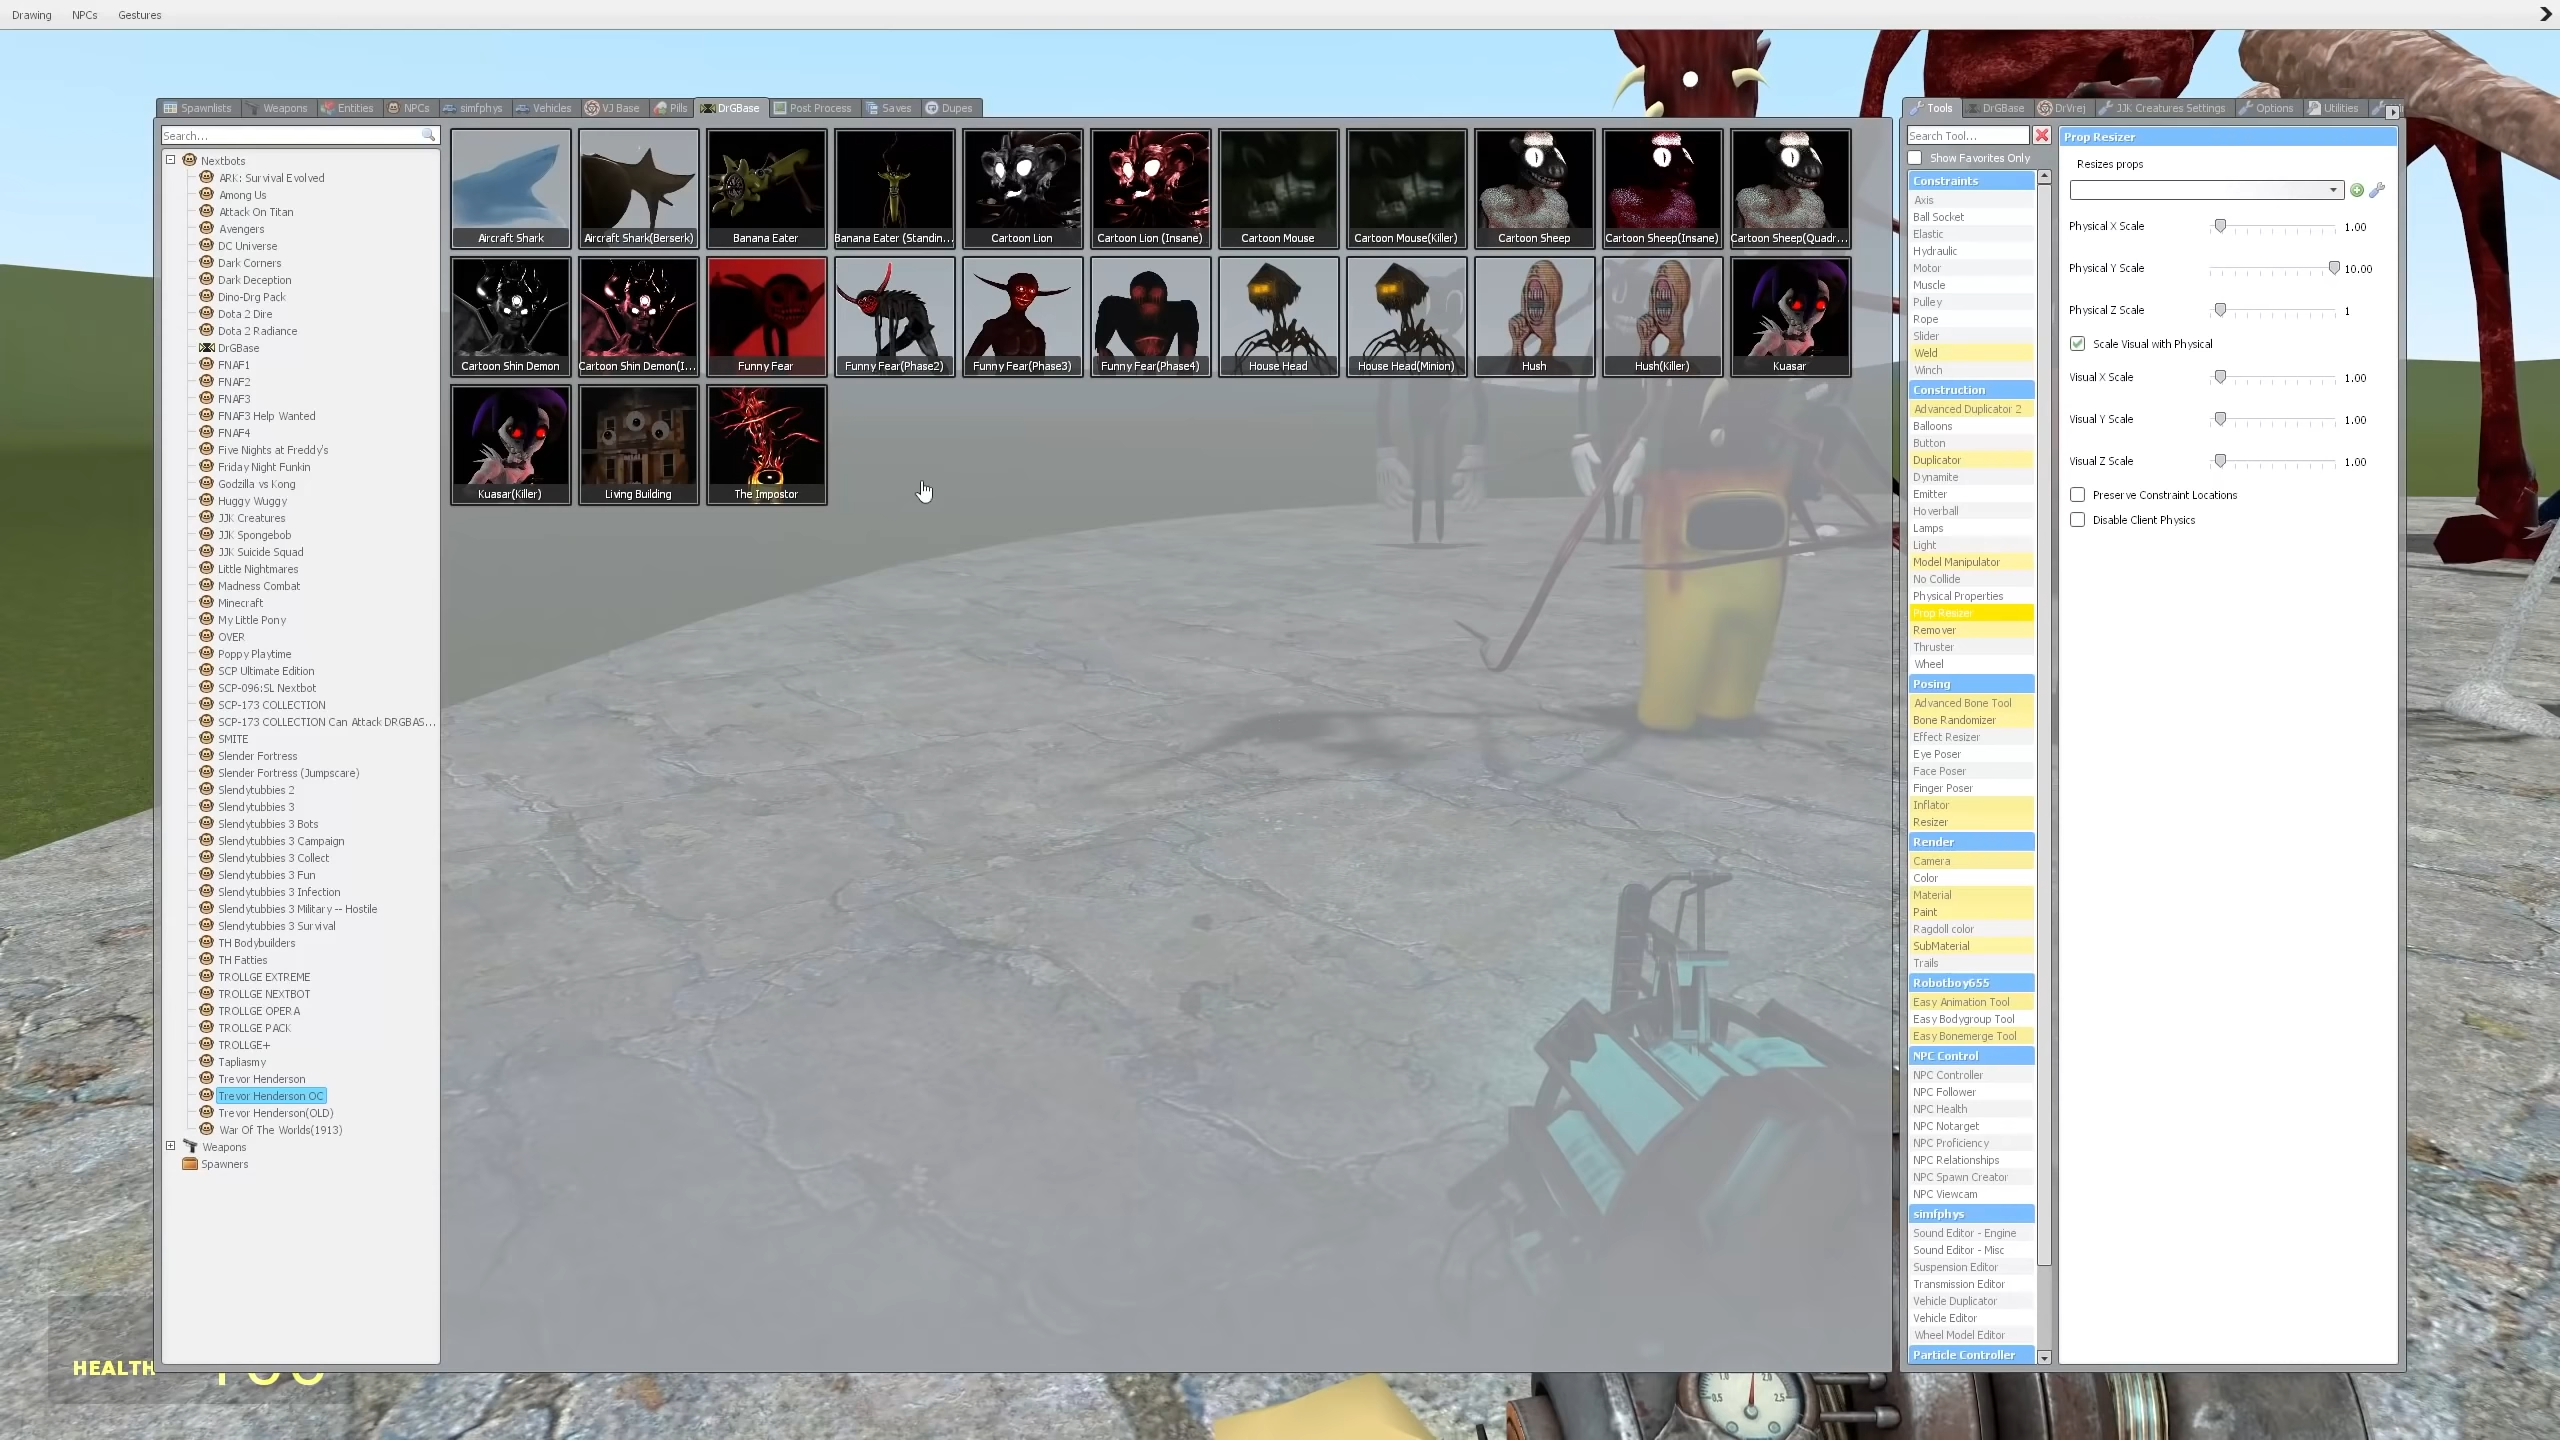 Drawing NPCs Gestures
Spawnlists Weapons Entities NPCs simfphys Vehicles VJ Base Pills DrGBase Post Process Saves Dupes
Search...
Nextbots
ARK: Survival Evolved
Among Us
Attack On Titan
Avengers
DC Universe
Dark Corners
Dark Deception
Dino-Drg Pack
Dota 2 Dire
Dota 2 Radiance
DrGBase
FNAF1
FNAF2
FNAF3
FNAF3 Help Wanted
FNAF4
Five Nights at Freddy's
Friday Night Funkin
Godzilla vs Kong
Huggy Wuggy
JJK Creatures
JJK Spongebob
JJK Suicide Squad
Little Nightmares
Madness Combat
Minecraft
My Little Pony
OVER
Poppy Playtime
SCP Ultimate Edition
SCP-096:SL Nextbot
SCP-173 COLLECTION
SCP-173 COLLECTION Can Attack DRGBAS...
SMITE
Slender Fortress
Slender Fortress (Jumpscare)
Slendytubbies 2
Slendytubbies 3
Slendytubbies 3 Bots
Slendytubbies 3 Campaign
Slendytubbies 3 Collect
Slendytubbies 3 Fun
Slendytubbies 3 Infection
Slendytubbies 3 Military -- Hostile
Slendytubbies 3 Survival
TH Bodybuilders
TH Fatties
TROLLGE EXTREME
TROLLGE NEXTBOT
TROLLGE OPERA
TROLLGE PACK
TROLLGE+
Tapliasmy
Trevor Henderson
Trevor Henderson OC
Trevor Henderson(OLD)
War Of The Worlds(1913)
Weapons
Spawners
Aircraft Shark Aircraft Shark(Berserk) Banana Eater Banana Eater (Standin... Cartoon Lion Cartoon Lion (Insane) Cartoon Mouse Cartoon Mouse(Killer) Cartoon Sheep Cartoon Sheep(Insane) Cartoon Sheep(Quadr...
Cartoon Shin Demon Cartoon Shin Demon(I... Funny Fear Funny Fear(Phase2) Funny Fear(Phase3) Funny Fear(Phase4) House Head House Head(Minion) Hush Hush(Killer) Kuasar
Kuasar(Killer) Living Building The Impostor
HEALTH 100
Tools DrGBase DrVrej JJK Creatures Settings Options Utilities
Search Tool...
Show Favorites Only
Constraints
Axis
Ball Socket
Elastic
Hydraulic
Motor
Muscle
Pulley
Rope
Slider
Weld
Winch
Construction
Advanced Duplicator 2
Balloons
Button
Duplicator
Dynamite
Emitter
Hoverball
Lamps
Light
Model Manipulator
No Collide
Physical Properties
Prop Resizer
Remover
Thruster
Wheel
Posing
Advanced Bone Tool
Bone Randomizer
Effect Resizer
Eye Poser
Face Poser
Finger Poser
Inflator
Resizer
Render
Camera
Color
Material
Paint
Ragdoll color
SubMaterial
Trails
Robotboy655
Easy Animation Tool
Easy Bodygroup Tool
Easy Bonemerge Tool
NPC Control
NPC Controller
NPC Follower
NPC Health
NPC Notarget
NPC Proficiency
NPC Relationships
NPC Spawn Creator
NPC Viewcam
simfphys
Sound Editor - Engine
Sound Editor - Misc
Suspension Editor
Transmission Editor
Vehicle Duplicator
Vehicle Editor
Wheel Model Editor
Particle Controller
Prop Resizer
Resizes props
Physical X Scale 1.00
Physical Y Scale 10.00
Physical Z Scale 1
Scale Visual with Physical
Visual X Scale 1.00
Visual Y Scale 1.00
Visual Z Scale 1.00
Preserve Constraint Locations
Disable Client Physics
0.5 1.0 2.0 2.5